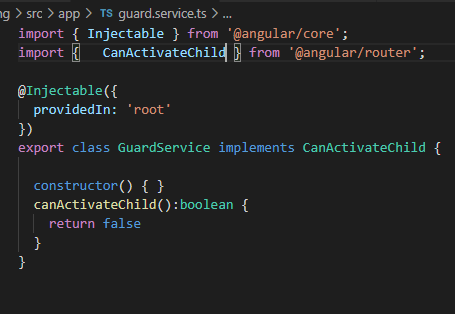 ng > src > app > TS guard.service.ts > ...
import { Injectable } from '@angular/core';
import {   CanActivateChild } from '@angular/router';
@Injectable({
  providedIn: 'root'
})
export class GuardService implements CanActivateChild {
  constructor() { }
  canActivateChild():boolean {
    return false
  }
}